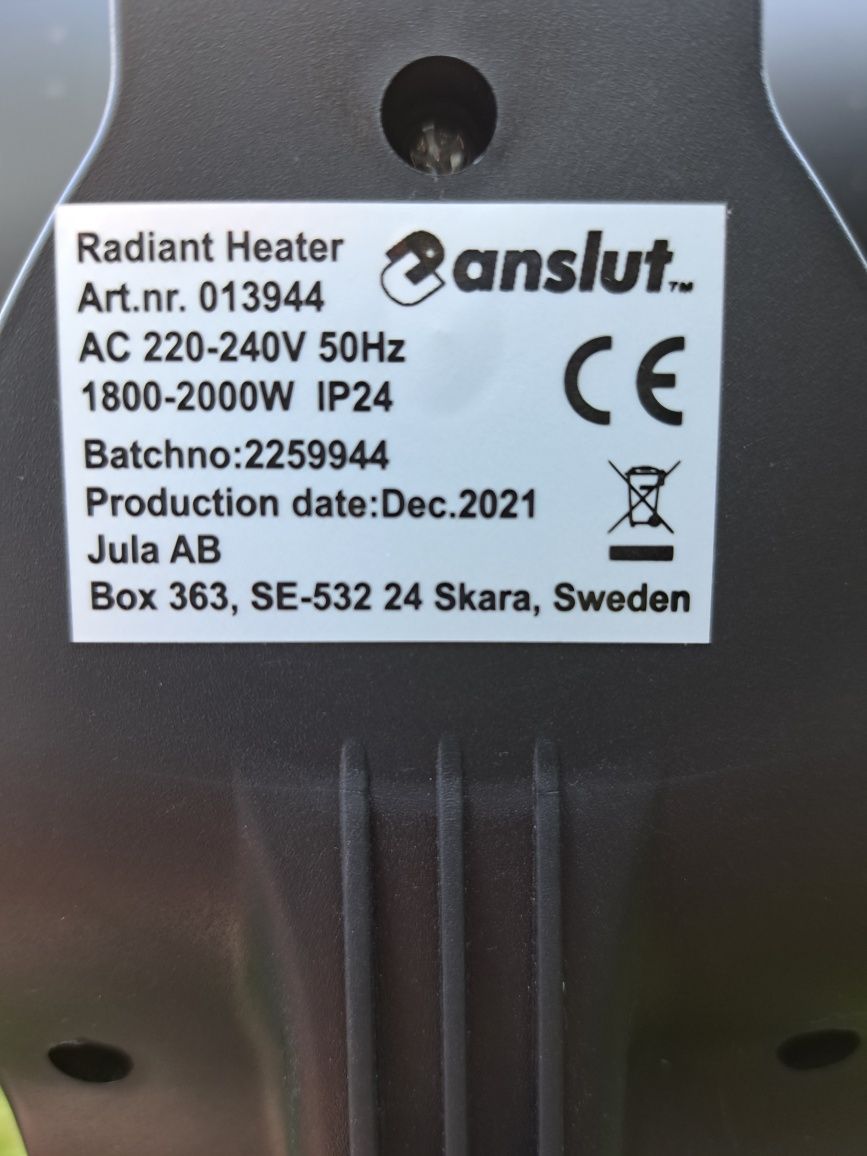 Radiant Heater
anslut™
Art.nr. 013944
AC 220-240V 50Hz
1800-2000W IP24
CE
Batchno:2259944
Production date:Dec.2021
Jula AB
Box 363, SE-532 24 Skara, Sweden